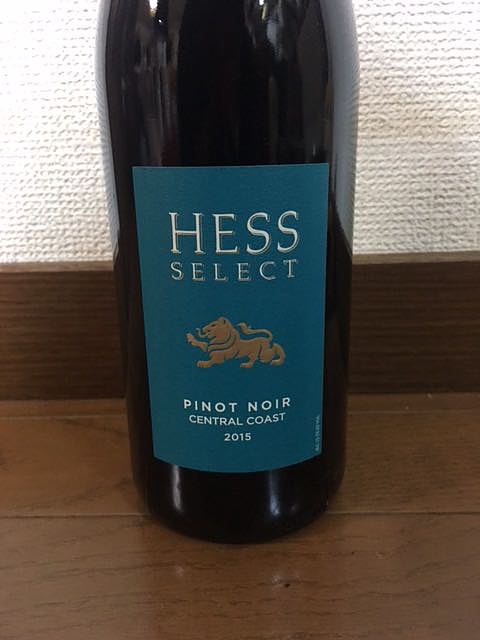 HESS
SELECT
PINOT NOIR
CENTRAL COAST
2015